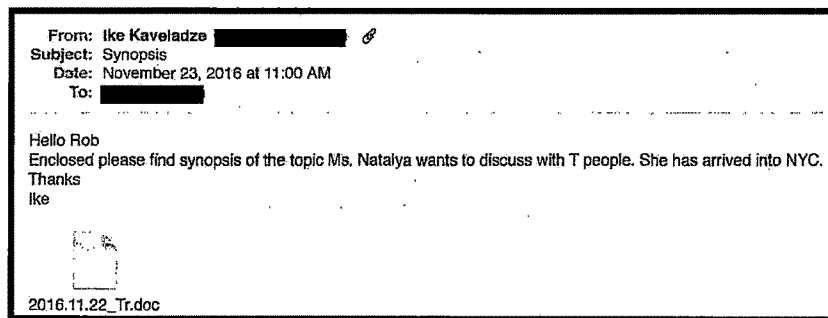 From: Ike Kaveladze
Subject: Synopsis
Date: November 23, 2016 at 11:00 AM
To:
Hello Rob
Enclosed please find synopsis of the topic Ms. Natalya wants to discuss with T people. She has arrived into NYC.
Thanks
Ike
2016.11.22_Tr.doc